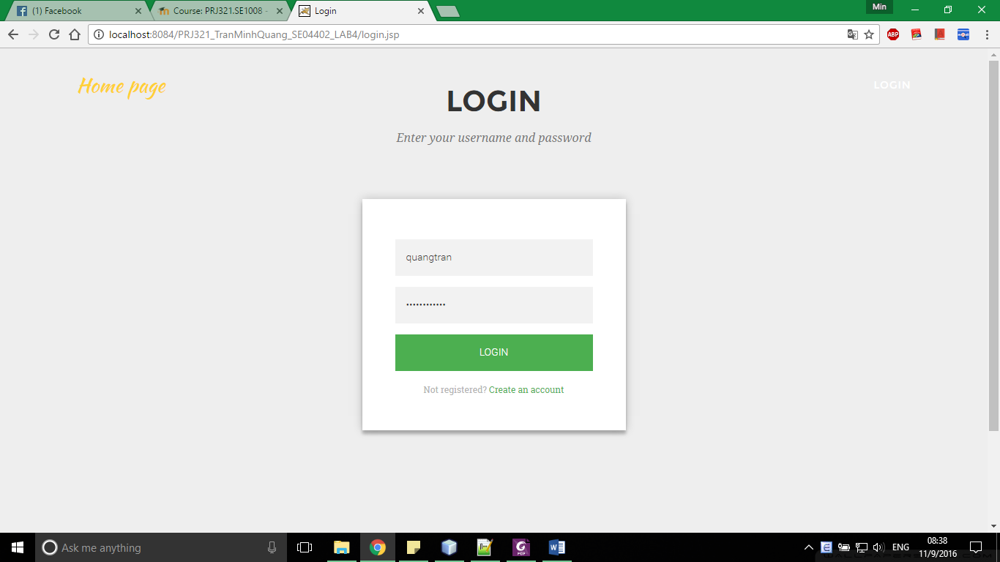 Min
(1) Facebook
Course: PRJ321.SE1008 -
Login
localhost:8084/PRJ321_TranMinhQuang_SE04402_LAB4/login.jsp
ABP
Home page
LOGIN
LOGIN
Enter your username and password
quangtran
••••••••••••
LOGIN
Not registered? Create an account
Ask me anything
ENG
08:38
11/9/2016